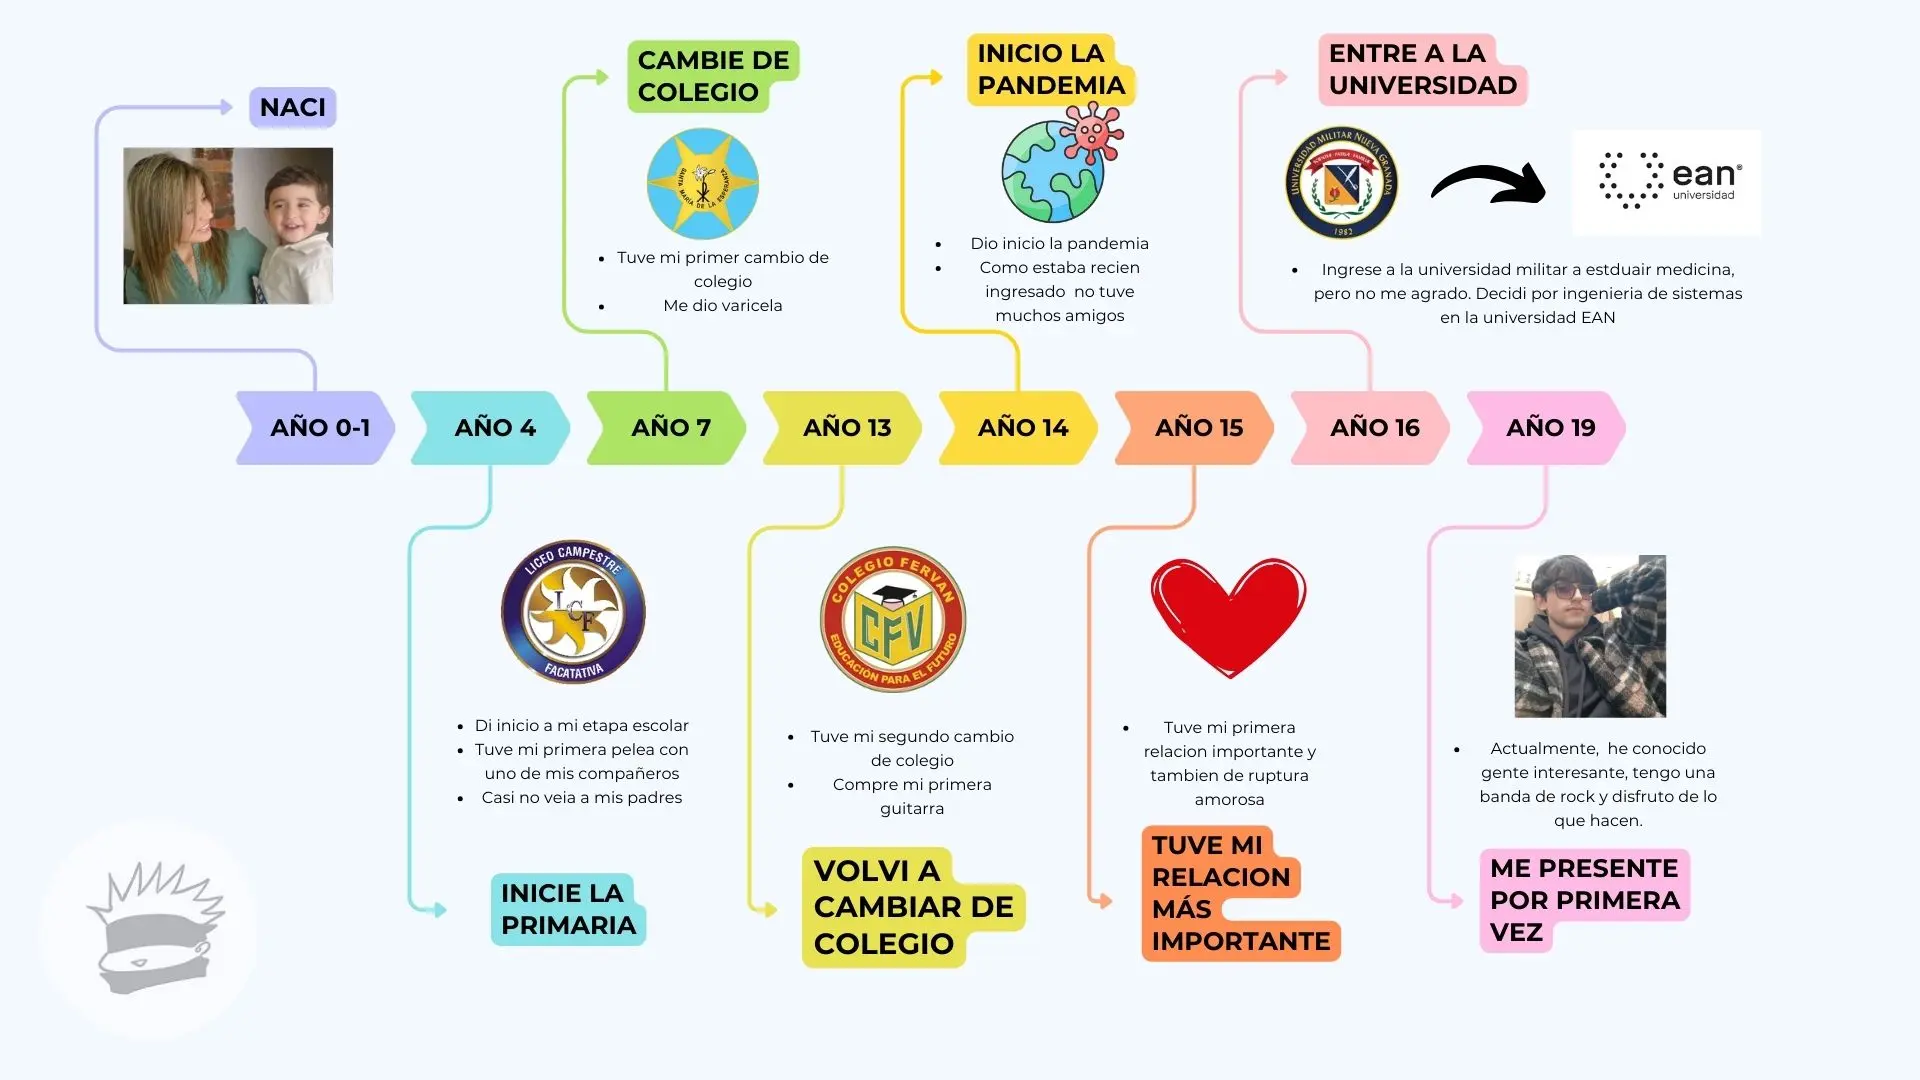 NACI
CAMBIE DE
COLEGIO
SANTA MARÍA DE LA ESPERANZA
Tuve mi primer cambio de
colegio
Me dio varicela
INICIO LA
PANDEMIA
Dio inicio la pandemia
Como estaba recien
ingresado no tuve
muchos amigos
ENTRE A LA
UNIVERSIDAD
UNIVERSIDAD MILITAR NUEVA GRANADA
1982
ean®
universidad
Ingrese a la universidad militar a estduair medicina,
pero no me agrado. Decidi por ingenieria de sistemas
en la universidad EAN
AÑO 0-1
AÑO 4
AÑO 7
AÑO 13
AÑO 14
AÑO 15
AÑO 16
AÑO 19
LICEO CAMPESTRE
LCF
FACATATIVA
Di inicio a mi etapa escolar
Tuve mi primera pelea con
uno de mis compañeros
Casi no veia a mis padres
INICIE LA
PRIMARIA
COLEGIO FERVAN
CFV
EDUCACION PARA EL FUTURO
Tuve mi segundo cambio
de colegio
Compre mi primera
guitarra
VOLVI A
CAMBIAR DE
COLEGIO
Tuve mi primera
relacion importante y
tambien de ruptura
amorosa
TUVE MI
RELACION
MÁS
IMPORTANTE
Actualmente, he conocido
gente interesante, tengo una
banda de rock y disfruto de lo
que hacen.
ME PRESENTE
POR PRIMERA
VEZ